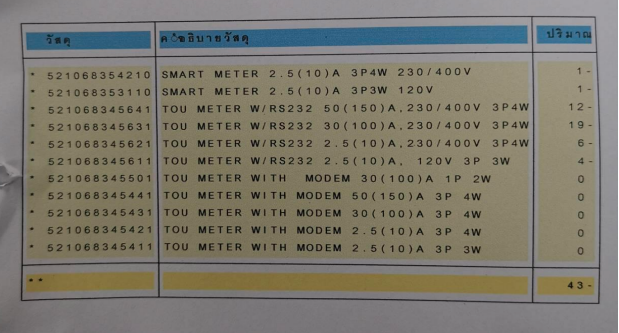 วัสดุ คำอธิบายวัสดุ ปริมาณ
* 521068354210 SMART METER 2.5(10)A 3P4W 230/400V 1-
* 521068353110 SMART METER 2.5(10)A 3P3W 120V 1-
* 521068345641 TOU METER W/RS232 50(150)A,230/400V 3P4W 12-
* 521068345631 TOU METER W/RS232 30(100)A,230/400V 3P4W 19-
* 521068345621 TOU METER W/RS232 2.5(10)A,230/400V 3P4W 6-
* 521068345611 TOU METER W/RS232 2.5(10)A, 120V 3P 3W 4-
* 521068345501 TOU METER WITH MODEM 30(100)A 1P 2W 0
* 521068345441 TOU METER WITH MODEM 50(150)A 3P 4W 0
* 521068345431 TOU METER WITH MODEM 30(100)A 3P 4W 0
* 521068345421 TOU METER WITH MODEM 2.5(10)A 3P 4W 0
* 521068345411 TOU METER WITH MODEM 2.5(10)A 3P 3W 0
** 43-